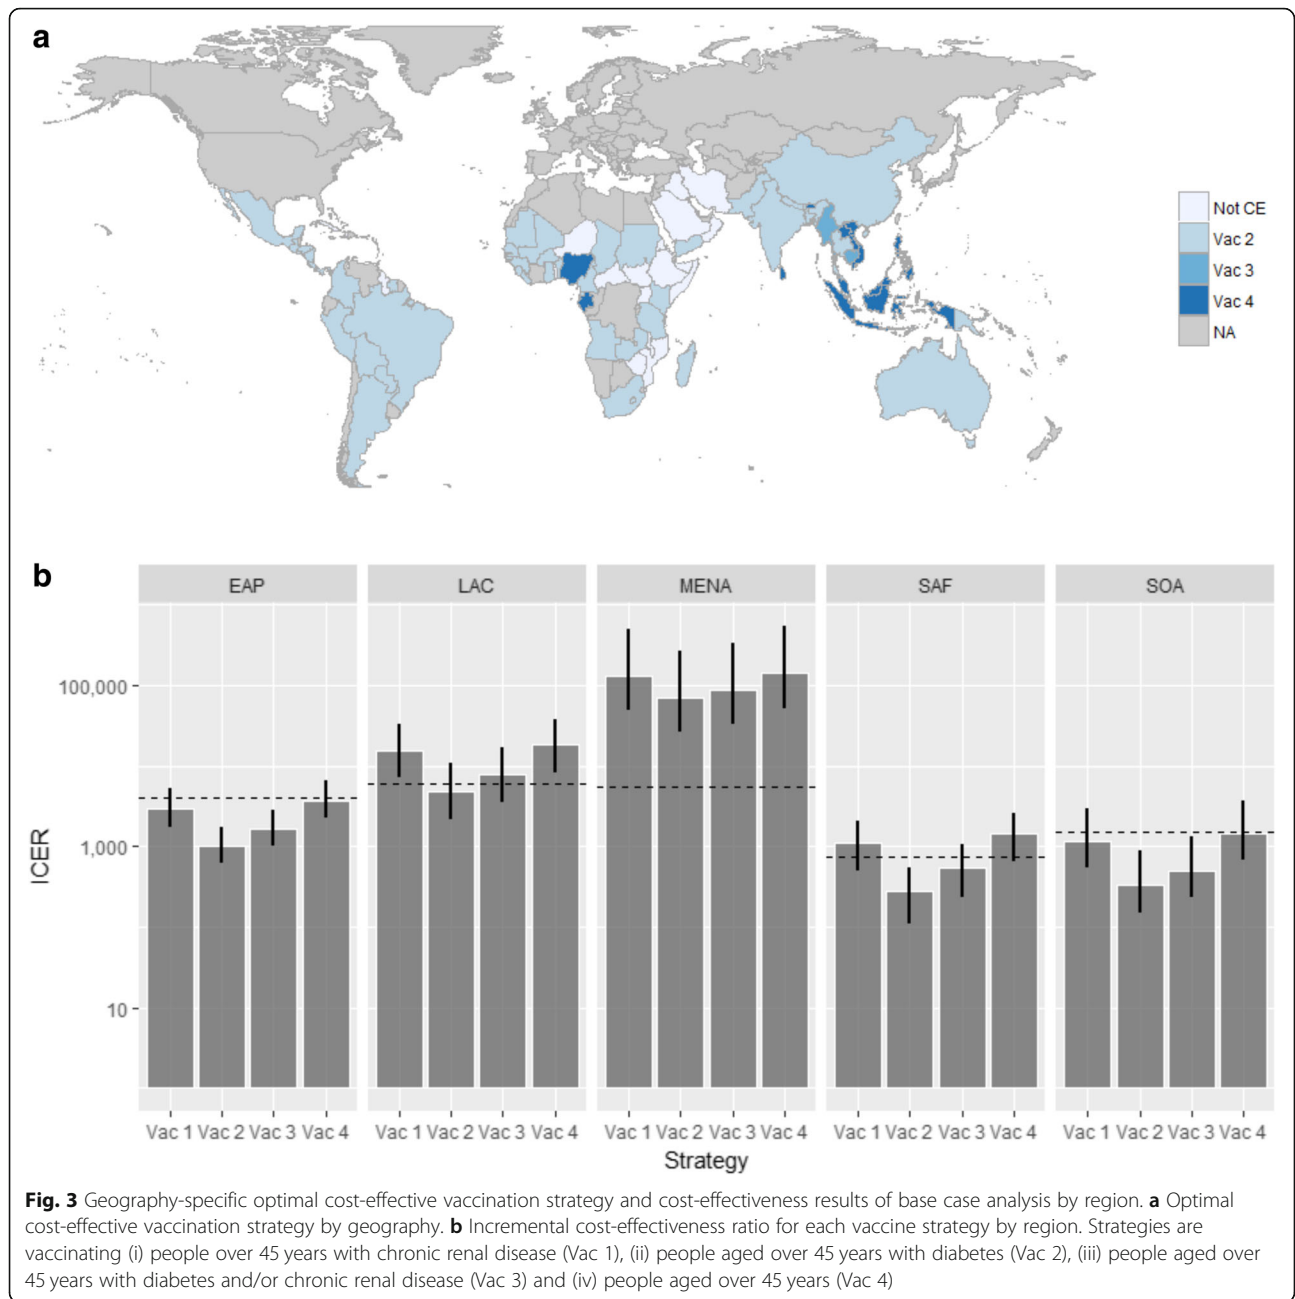 a
Not CE
Vac 2
Vac 3
Vac 4
NA
b
EAP LAC MENA SAF SOA
100,000
1,000
10
ICER
Vac 1 Vac 2 Vac 3 Vac 4 Vac 1 Vac 2 Vac 3 Vac 4 Vac 1 Vac 2 Vac 3 Vac 4 Vac 1 Vac 2 Vac 3 Vac 4 Vac 1 Vac 2 Vac 3 Vac 4
Strategy
Fig. 3 Geography-specific optimal cost-effective vaccination strategy and cost-effectiveness results of base case analysis by region. a Optimal
cost-effective vaccination strategy by geography. b Incremental cost-effectiveness ratio for each vaccine strategy by region. Strategies are
vaccinating (i) people over 45 years with chronic renal disease (Vac 1), (ii) people aged over 45 years with diabetes (Vac 2), (iii) people aged over
45 years with diabetes and/or chronic renal disease (Vac 3) and (iv) people aged over 45 years (Vac 4)